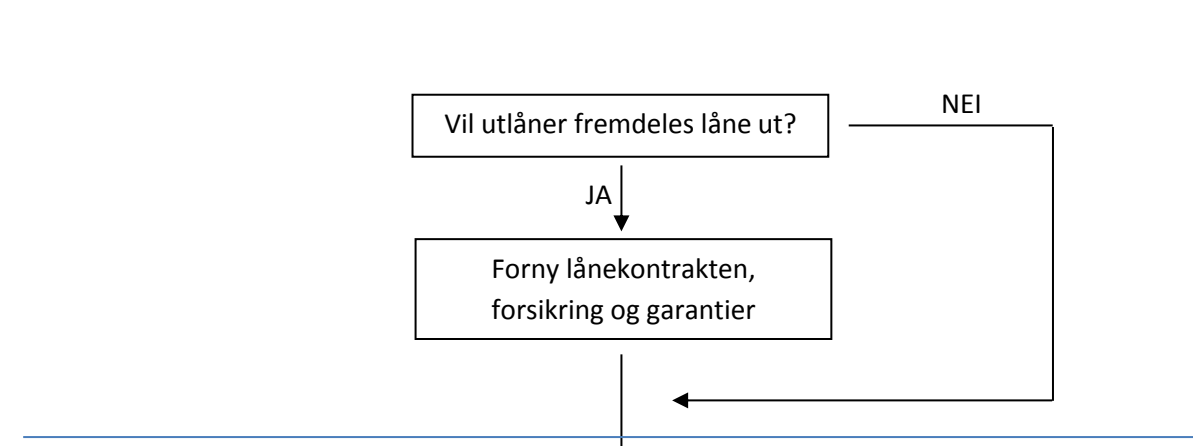 NEI
Vil utlåner fremdeles låne ut?
JA
Forny lånekontrakten,
forsikring og garantier